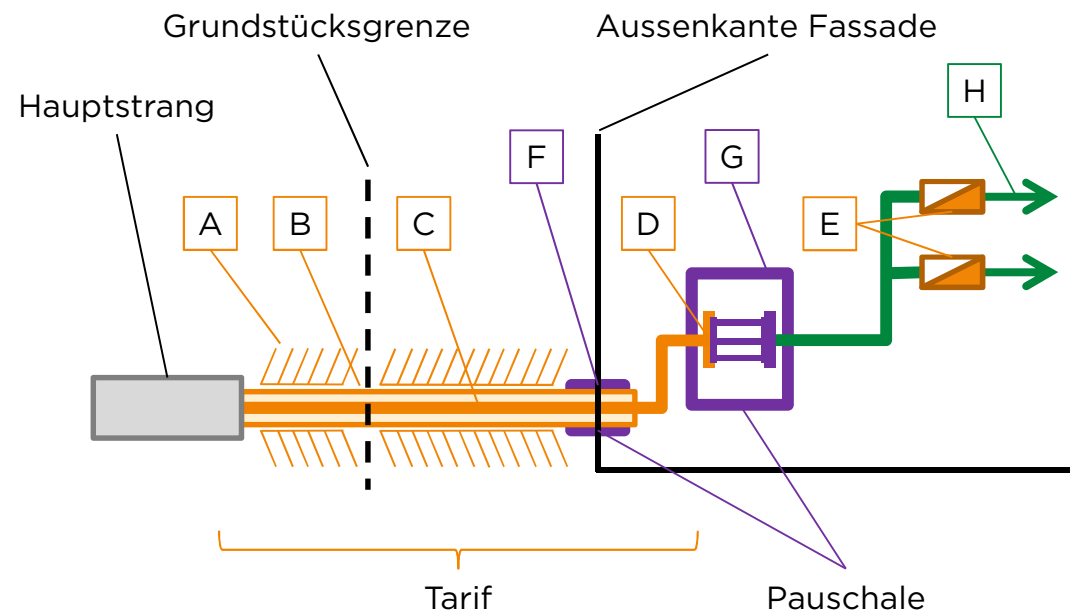 Grundstücksgrenze
Aussenkante Fassade
Hauptstrang
H
F
G
A
B
C
D
E
Tarif
Pauschale